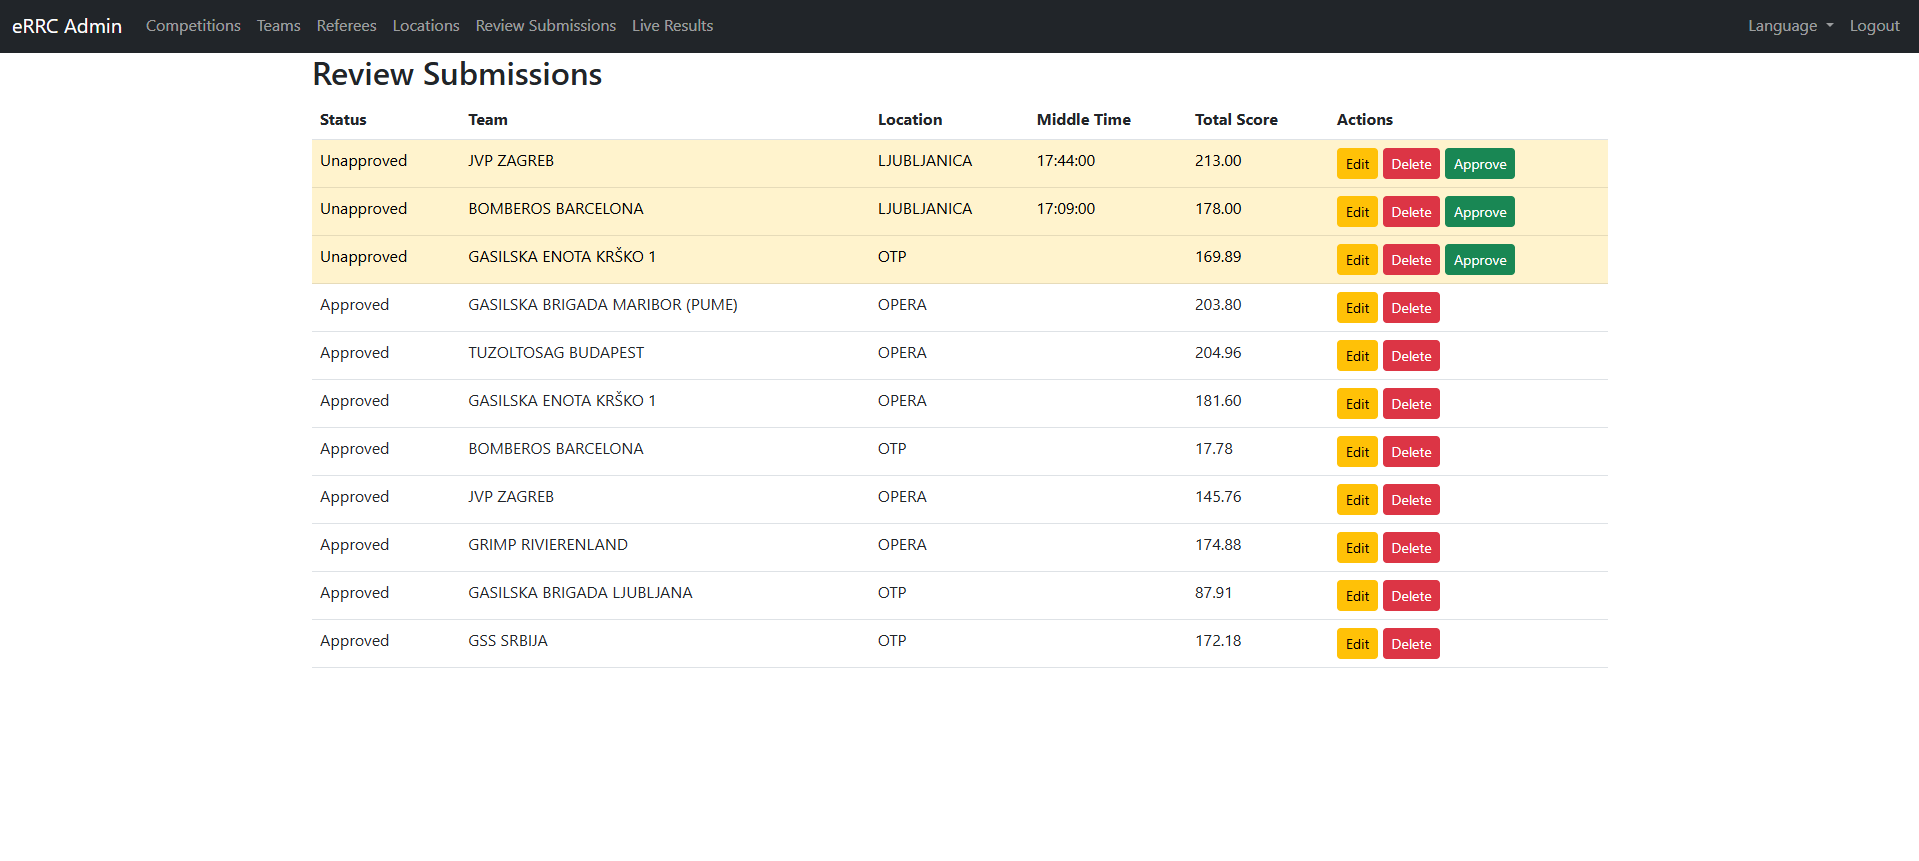 eRRC Admin Competitions Teams Referees Locations Review Submissions Live Results Language Logout
Review Submissions
Status Team Location Middle Time Total Score Actions
Unapproved JVP ZAGREB LJUBLJANICA 17:44:00 213.00 Edit Delete Approve
Unapproved BOMBEROS BARCELONA LJUBLJANICA 17:09:00 178.00 Edit Delete Approve
Unapproved GASILSKA ENOTA KRŠKO 1 OTP 169.89 Edit Delete Approve
Approved GASILSKA BRIGADA MARIBOR (PUME) OPERA 203.80 Edit Delete
Approved TUZOLTOSAG BUDAPEST OPERA 204.96 Edit Delete
Approved GASILSKA ENOTA KRŠKO 1 OPERA 181.60 Edit Delete
Approved BOMBEROS BARCELONA OTP 17.78 Edit Delete
Approved JVP ZAGREB OPERA 145.76 Edit Delete
Approved GRIMP RIVIERENLAND OPERA 174.88 Edit Delete
Approved GASILSKA BRIGADA LJUBLJANA OTP 87.91 Edit Delete
Approved GSS SRBIJA OTP 172.18 Edit Delete